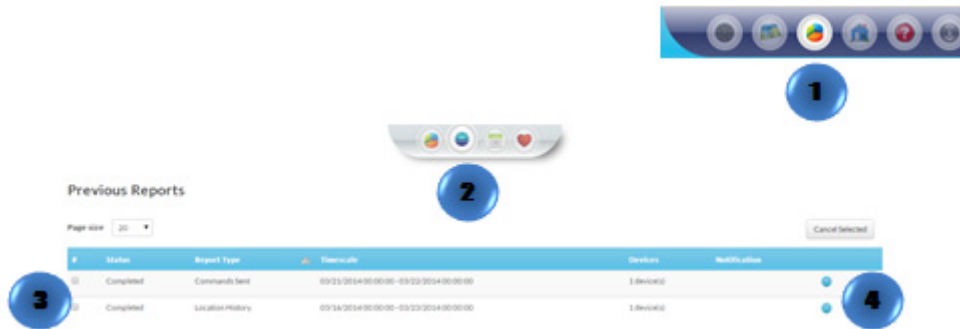 1
2
Previous Reports
Page size 20
Cancel Selected
# Status Report Type Timescale Devices Notification
3
Completed Commands Sent 03/21/2014 00:00:00 - 03/22/2014 00:00:00 1 device(s)
4
Completed Location History 03/16/2014 00:00:00 - 03/23/2014 00:00:00 1 device(s)